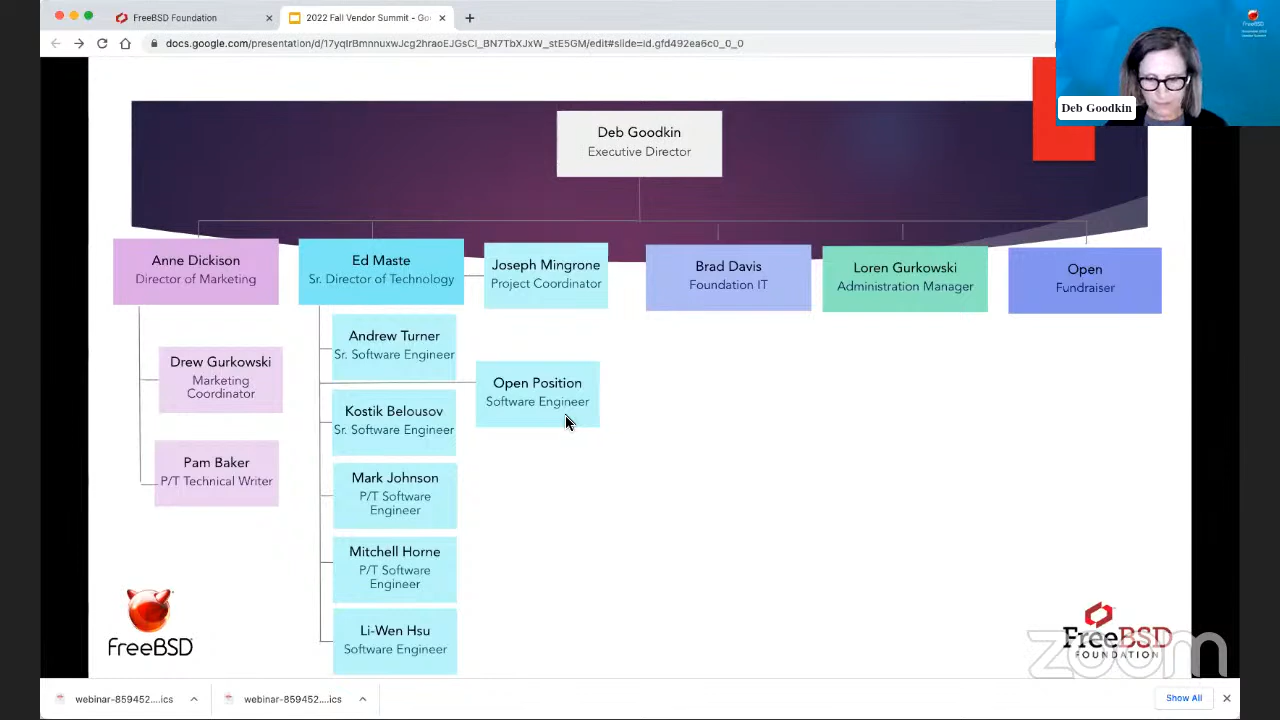 FreeBSD Foundation
2022 Fall Vendor Summit - Go
docs.google.com/presentation/d/17yqIrBmnnuxwJcg2hraoEJGsCl_BN7TbXJxW_stE5GM/edit#slide=id.gfd492ea6c0_0_0
Deb Goodkin
Deb Goodkin
Executive Director
Anne Dickison
Director of Marketing
Ed Maste
Sr. Director of Technology
Joseph Mingrone
Project Coordinator
Brad Davis
Foundation IT
Loren Gurkowski
Administration Manager
Open
Fundraiser
Drew Gurkowski
Marketing
Coordinator
Pam Baker
P/T Technical Writer
Andrew Turner
Sr. Software Engineer
Open Position
Software Engineer
Kostik Belousov
Sr. Software Engineer
Mark Johnson
P/T Software
Engineer
Mitchell Horne
P/T Software
Engineer
Li-Wen Hsu
Software Engineer
FreeBSD
FreeBSD
FOUNDATION
zoom
webinar-859452....ics
webinar-859452....ics
Show All